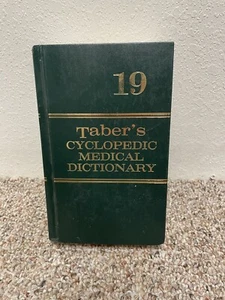 19
Taber's
CYCLOPEDIC
MEDICAL
DICTIONARY